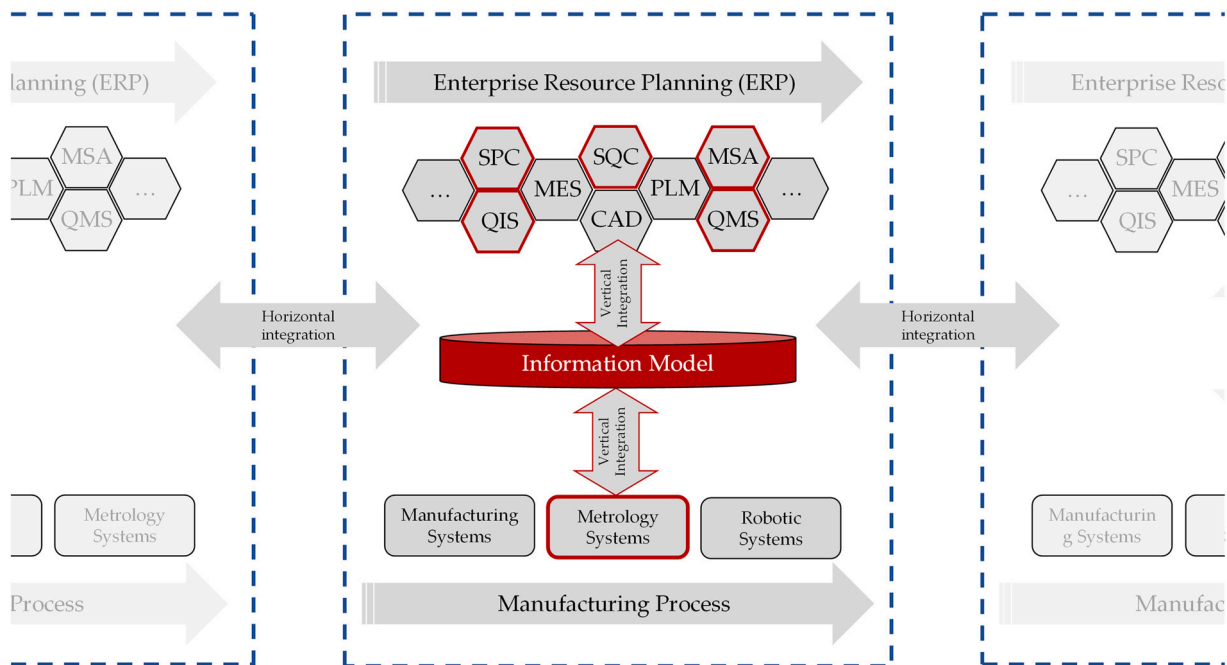 lanning (ERP)
MSA
PLM
…
QMS
Metrology
Systems
Process
Enterprise Resource Planning (ERP)
SPC
SQC
MSA
…
MES
PLM
…
QIS
CAD
QMS
Vertical
Integration
Horizontal
integration
Information Model
Horizontal
integration
Vertical
Integration
Manufacturing
Systems
Metrology
Systems
Robotic
Systems
Manufacturing Process
Enterprise Reso
SPC
…
MES
QIS
Manufacturin
g Systems
Manufac